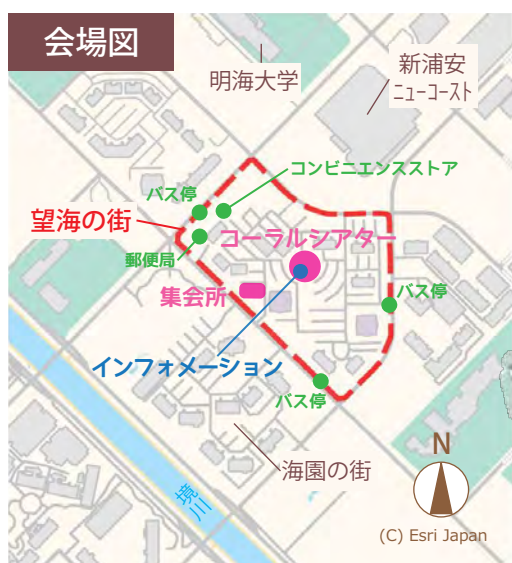 会場図
明海大学
新浦安
ﾆｭｰｺｰｽﾄ
コンビニエンスストア
バス停
望海の街
コーラルシアター
郵便局
集会所
バス停
インフォメーション
バス停
海園の街
境川
N
(C) Esri Japan